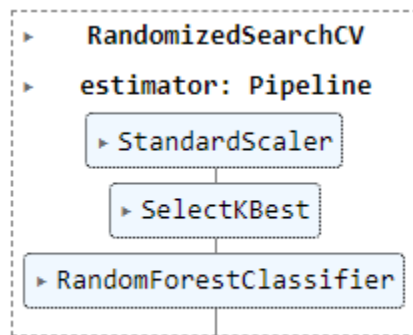 RandomizedSearchCV
estimator: Pipeline
StandardScaler
SelectKBest
RandomForestClassifier